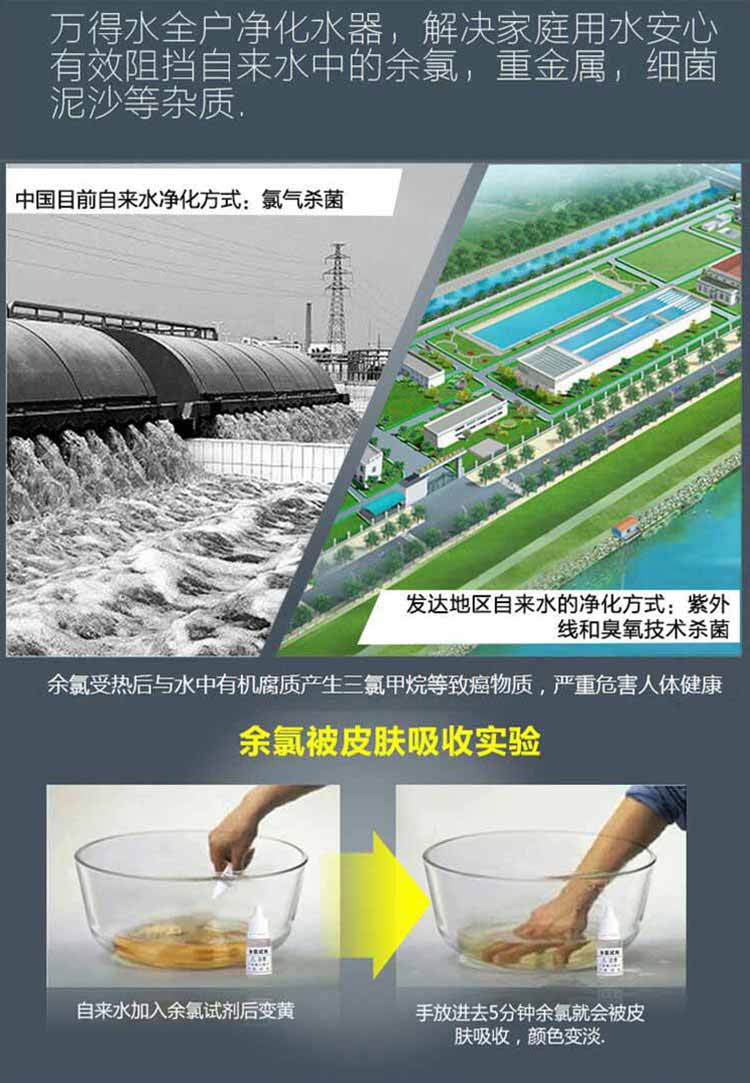 万得水全户净化水器，解决家庭用水安心
有效阻挡自来水中的余氯，重金属，细菌
泥沙等杂质.
中国目前自来水净化方式：氯气杀菌
发达地区自来水的净化方式：紫外
线和臭氧技术杀菌
余氯受热后与水中有机腐质产生三氯甲烷等致癌物质，严重危害人体健康
余氯被皮肤吸收实验
余氯试剂
自来水加入余氯试剂后变黄
手放进去5分钟余氯就会被皮
肤吸收，颜色变淡.